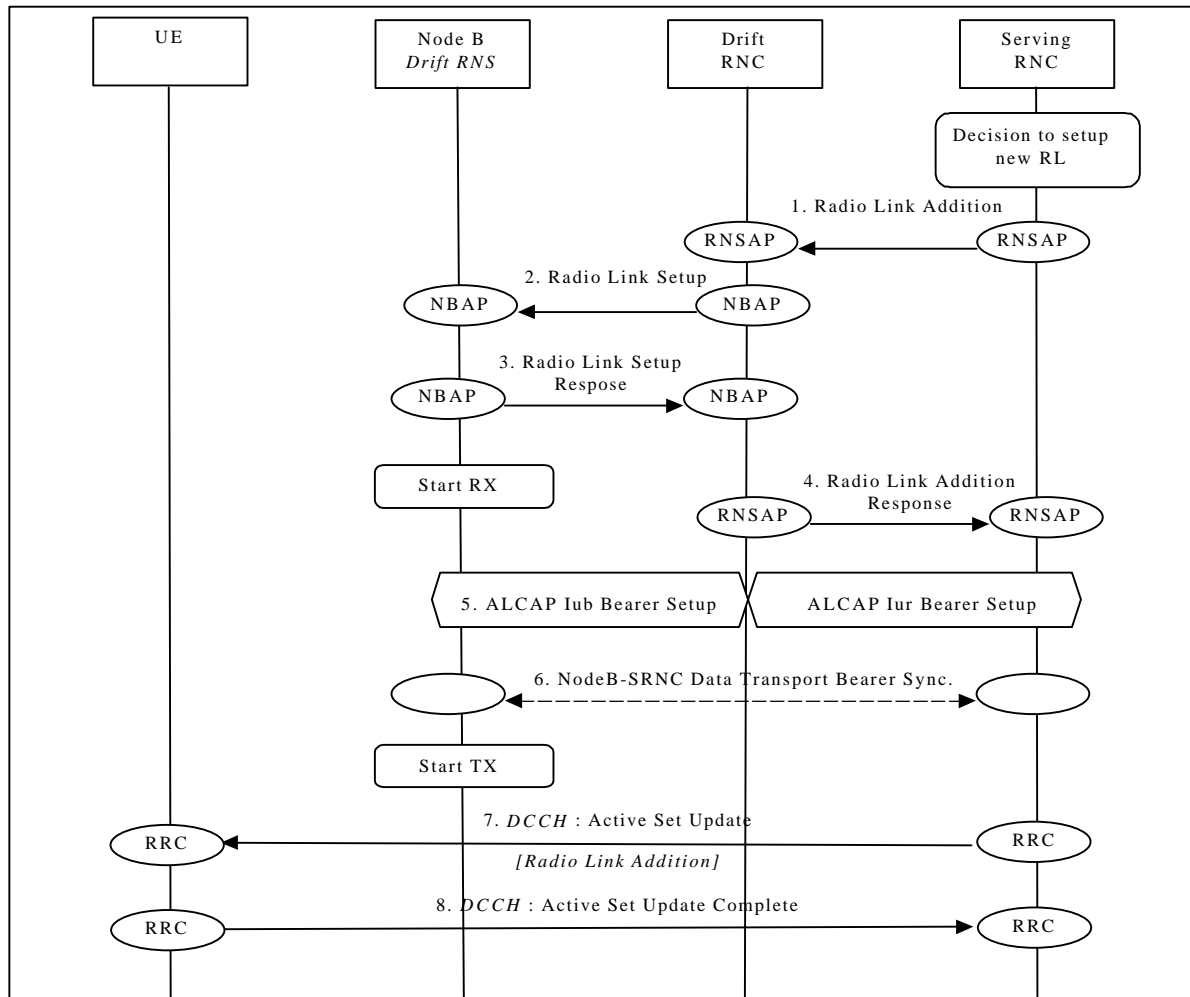 UE
Node B
Drift RNS
Drift
RNC
Serving
RNC
Decision to setup
new RL
1. Radio Link Addition
RNSAP
RNSAP
2. Radio Link Setup
NBAP
NBAP
3. Radio Link Setup
Respose
NBAP
NBAP
Start RX
4. Radio Link Addition
Response
RNSAP
RNSAP
5. ALCAP Iub Bearer Setup
ALCAP Iur Bearer Setup
6. NodeB-SRNC Data Transport Bearer Sync.
Start TX
7. DCCH : Active Set Update
RRC
RRC
[Radio Link Addition]
8. DCCH : Active Set Update Complete
RRC
RRC